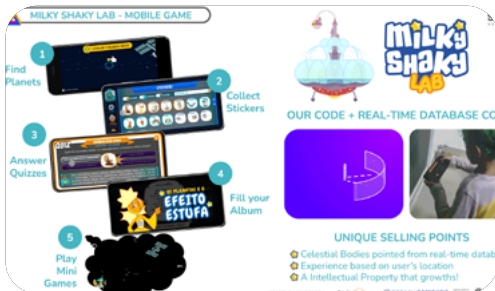 MILKY SHAKY LAB - MOBILE GAME
1
Find
Planets
2
Collect
Stickers
3
Answer
Quizzes
QUIZ
4
Fill your
Album
EFEITO
ESTUFA
5
Play
Mini
Games
MILKY
SHAKY
LAB
OUR CODE + REAL-TIME DATABASE CO
UNIQUE SELLING POINTS
Celestial Bodies pointed from real-time datab
Experience based on user's location
A Intellectual Property that growths!